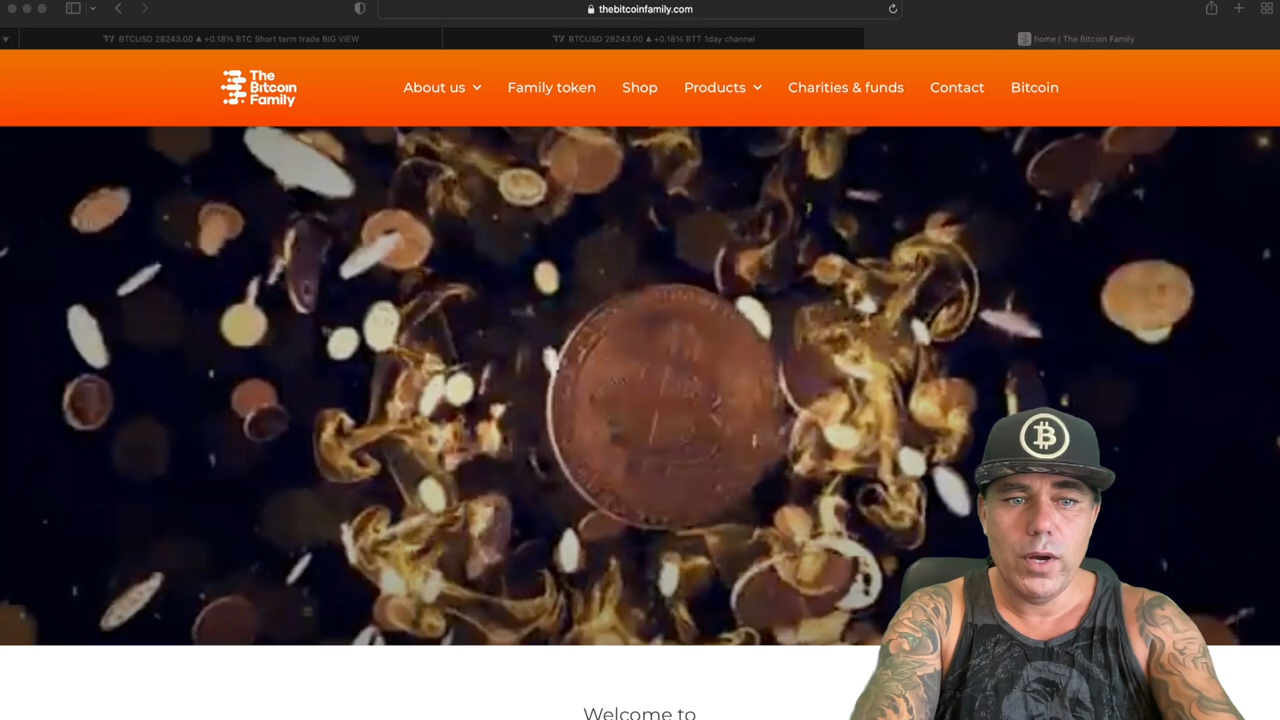 thebitcoinfamily.com
BTCUSD 28243.00 ▲ +0.18% BTC Short term trade BIG VIEW
BTCUSD 28243.00 ▲ +0.18% BTT 1day channel
home | The Bitcoin Family
The
Bitcoin
Family
About us
Family token
Shop
Products
Charities & funds
Contact
Bitcoin
Welcome to